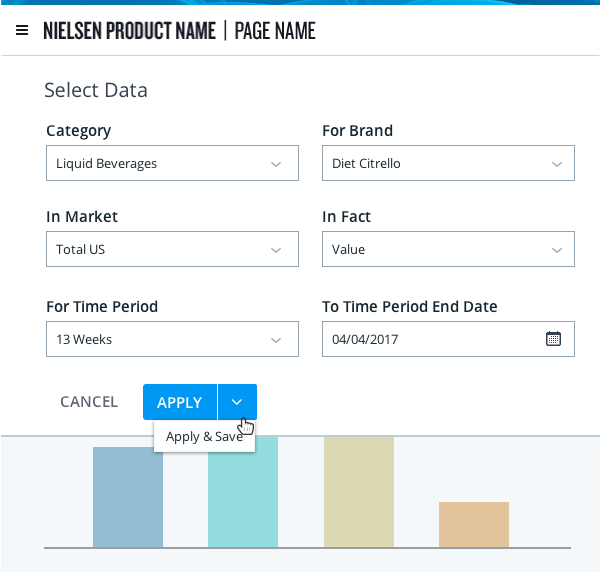 NIELSEN PRODUCT NAME | PAGE NAME
Select Data
Category
For Brand
Liquid Beverages
Diet Citrello
In Market
In Fact
Total US
Value
For Time Period
To Time Period End Date
13 Weeks
04/04/2017
CANCEL
APPLY
Apply & Save